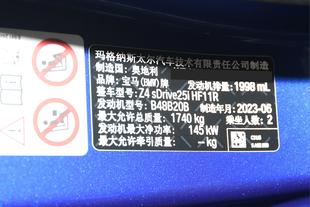 玛格纳斯太尔汽车技术有限责任公司制造
制造国：奥地利
品牌：宝马(BMW)牌 发动机排量：1998 mL
整车型号：Z4 sDrive25i HF11R
发动机型号：B48B20B 制造年月：2023-06
最大允许总质量：1740 kg 乘坐人数：2
发动机最大净功率：145 kW
最大允许牵引质量：-- kg